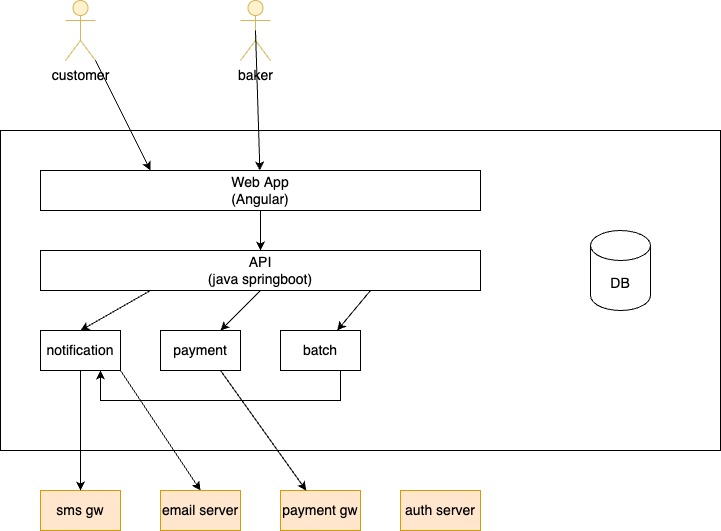 customer
baker
Web App
(Angular)
API
(java springboot)
DB
notification
payment
batch
sms gw
email server
payment gw
auth server